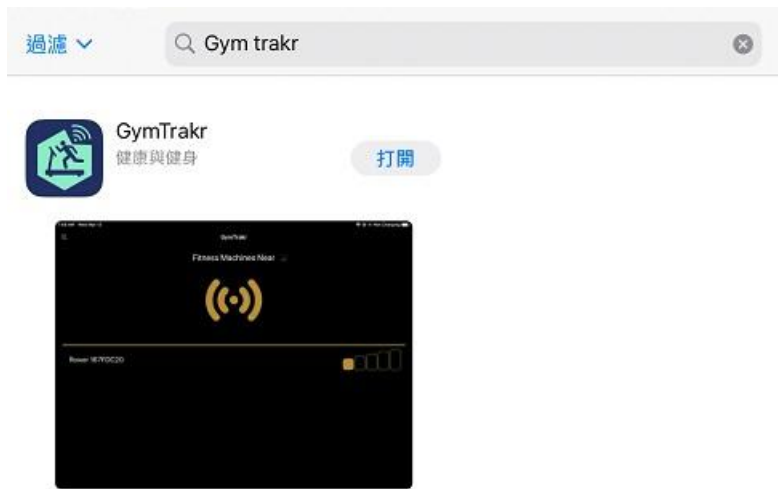 過濾
Gym trakr
GymTrakr
健康與健身
打開
GymTrakr
Fitness Machines Near